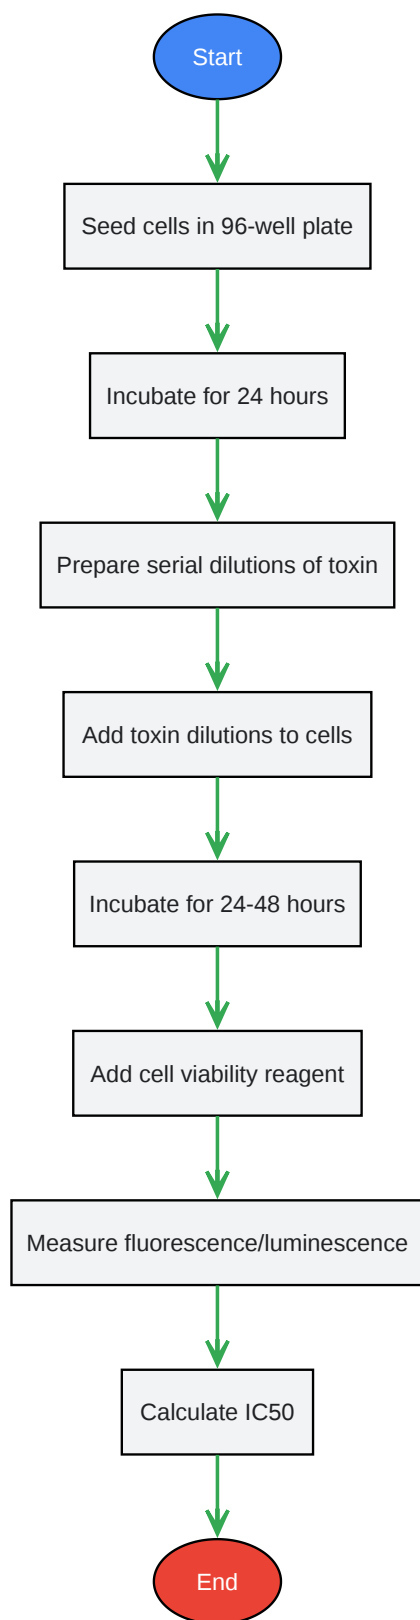 Start
Seed cells in 96-well plate
Incubate for 24 hours
Prepare serial dilutions of toxin
Add toxin dilutions to cells
Incubate for 24-48 hours
Add cell viability reagent
Measure fluorescence/luminescence
Calculate IC50
End